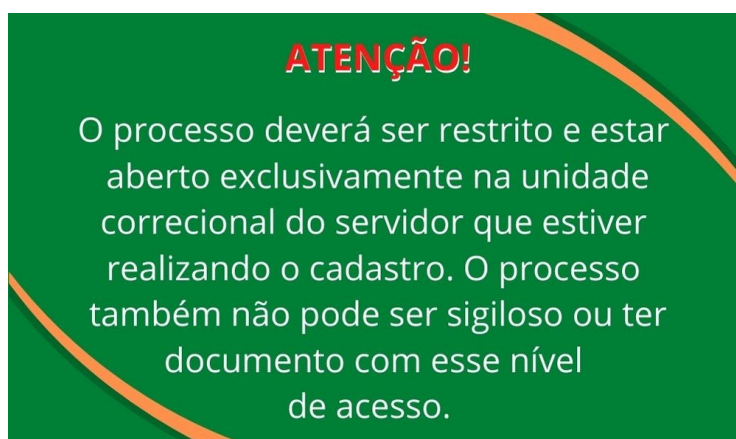 ATENÇÃO!
O processo deverá ser restrito e estar
aberto exclusivamente na unidade
correcional do servidor que estiver
realizando o cadastro. O processo
também não pode ser sigiloso ou ter
documento com esse nível
de acesso.